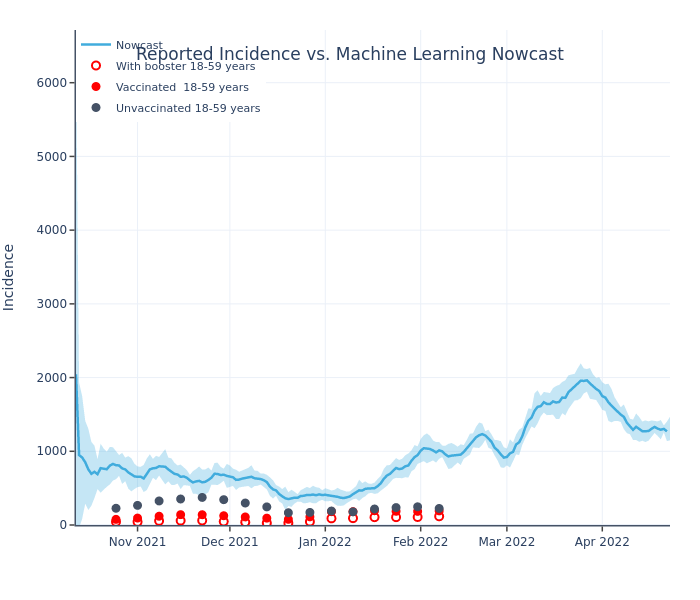 Reported Incidence vs. Machine Learning Nowcast
Nowcast
With booster 18-59 years
Vaccinated  18-59 years
Unvaccinated 18-59 years
Incidence
6000
5000
4000
3000
2000
1000
0
Nov 2021
Dec 2021
Jan 2022
Feb 2022
Mar 2022
Apr 2022